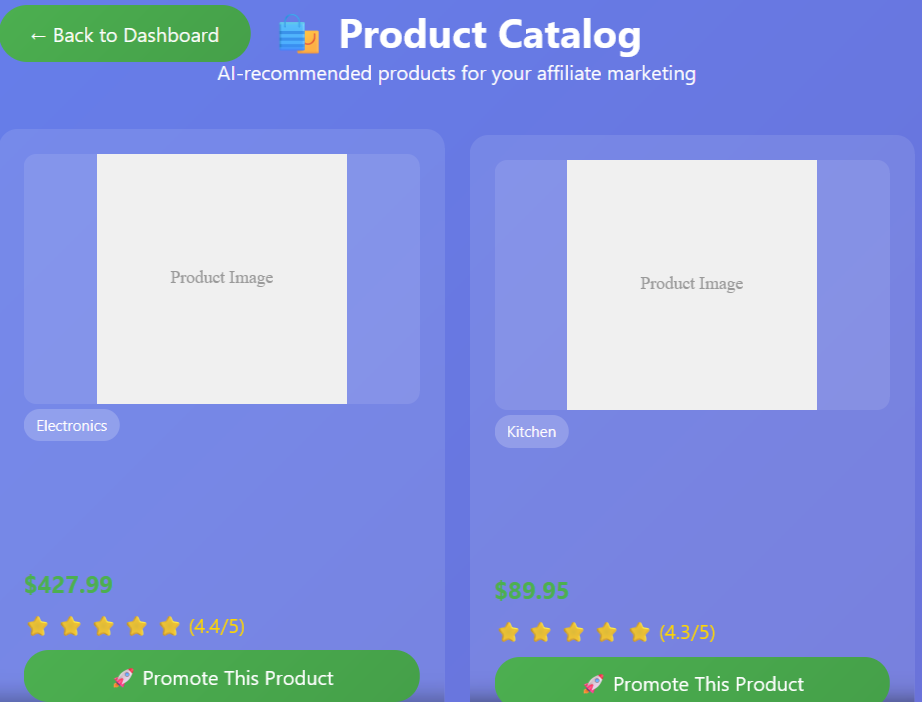 ← Back to Dashboard
Product Catalog
AI-recommended products for your affiliate marketing
Product Image
Electronics
$427.99
(4.4/5)
Promote This Product
Product Image
Kitchen
$89.95
(4.3/5)
Promote This Product